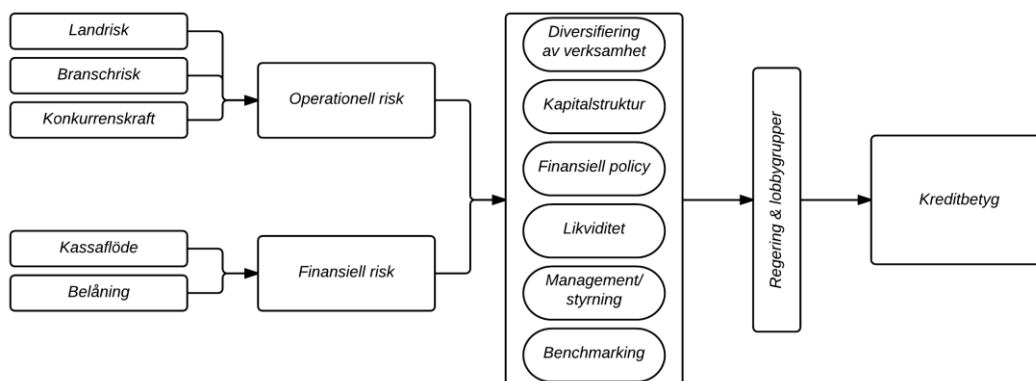 Landrisk
Branschrisk
Konkurrenskraft
Operationell risk
Kassaflöde
Belåning
Finansiell risk
Diversifiering
av verksamhet
Kapitalstruktur
Finansiell policy
Likviditet
Management/
styrning
Benchmarking
Regering & lobbygrupper
Kreditbetyg